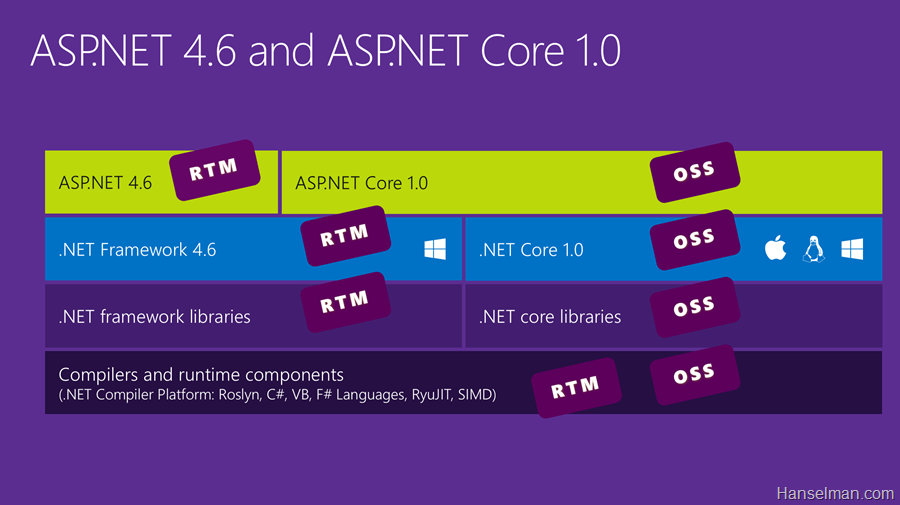 ASP.NET 4.6 and ASP.NET Core 1.0
ASP.NET 4.6
RTM
ASP.NET Core 1.0
OSS
.NET Framework 4.6
RTM
.NET Core 1.0
OSS
.NET framework libraries
RTM
.NET core libraries
OSS
Compilers and runtime components
(.NET Compiler Platform: Roslyn, C#, VB, F# Languages, RyuJIT, SIMD)
RTM
OSS
Hanselman.com